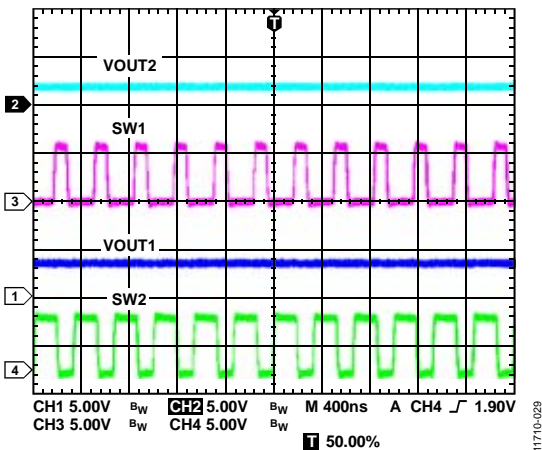 T
VOUT2
2
SW1
3
VOUT1
1
SW2
4
CH1 5.00V BW CH2 5.00V BW M 400ns A CH4 1.90V
CH3 5.00V BW CH4 5.00V BW
T 50.00%
11710-029